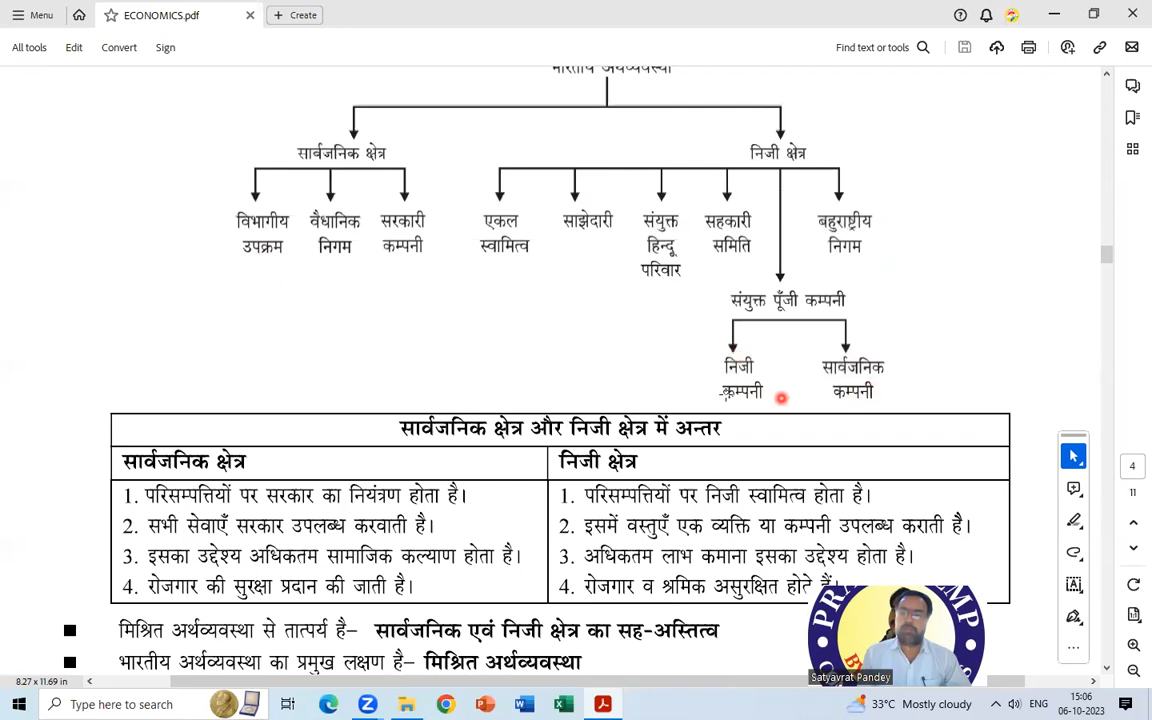 Menu
ECONOMICS.pdf
Create
All tools
Edit
Convert
Sign
Find text or tools
भारतीय अर्थव्यवस्था
सार्वजनिक क्षेत्र
निजी क्षेत्र
विभागीय उपक्रम
वैधानिक निगम
सरकारी कम्पनी
एकल स्वामित्व
साझेदारी
संयुक्त हिन्दू परिवार
सहकारी समिति
बहुराष्ट्रीय निगम
संयुक्त पूँजी कम्पनी
निजी कम्पनी
सार्वजनिक कम्पनी
सार्वजनिक क्षेत्र और निजी क्षेत्र में अन्तर
सार्वजनिक क्षेत्र
निजी क्षेत्र
1. परिसम्पत्तियों पर सरकार का नियंत्रण होता है।
1. परिसम्पत्तियों पर निजी स्वामित्व होता है।
2. सभी सेवाएँ सरकार उपलब्ध करवाती है।
2. इसमें वस्तुएँ एक व्यक्ति या कम्पनी उपलब्ध कराती है।
3. इसका उद्देश्य अधिकतम सामाजिक कल्याण होता है।
3. अधिकतम लाभ कमाना इसका उद्देश्य होता है।
4. रोजगार की सुरक्षा प्रदान की जाती है।
4. रोजगार व श्रमिक असुरक्षित होते हैं।
मिश्रित अर्थव्यवस्था से तात्पर्य है– सार्वजनिक एवं निजी क्षेत्र का सह-अस्तित्व
भारतीय अर्थव्यवस्था का प्रमुख लक्षण है– मिश्रित अर्थव्यवस्था
4
11
Satyavrat Pandey
8.27 x 11.69 in
Type here to search
33°C Mostly cloudy
ENG
15:06
06-10-2023